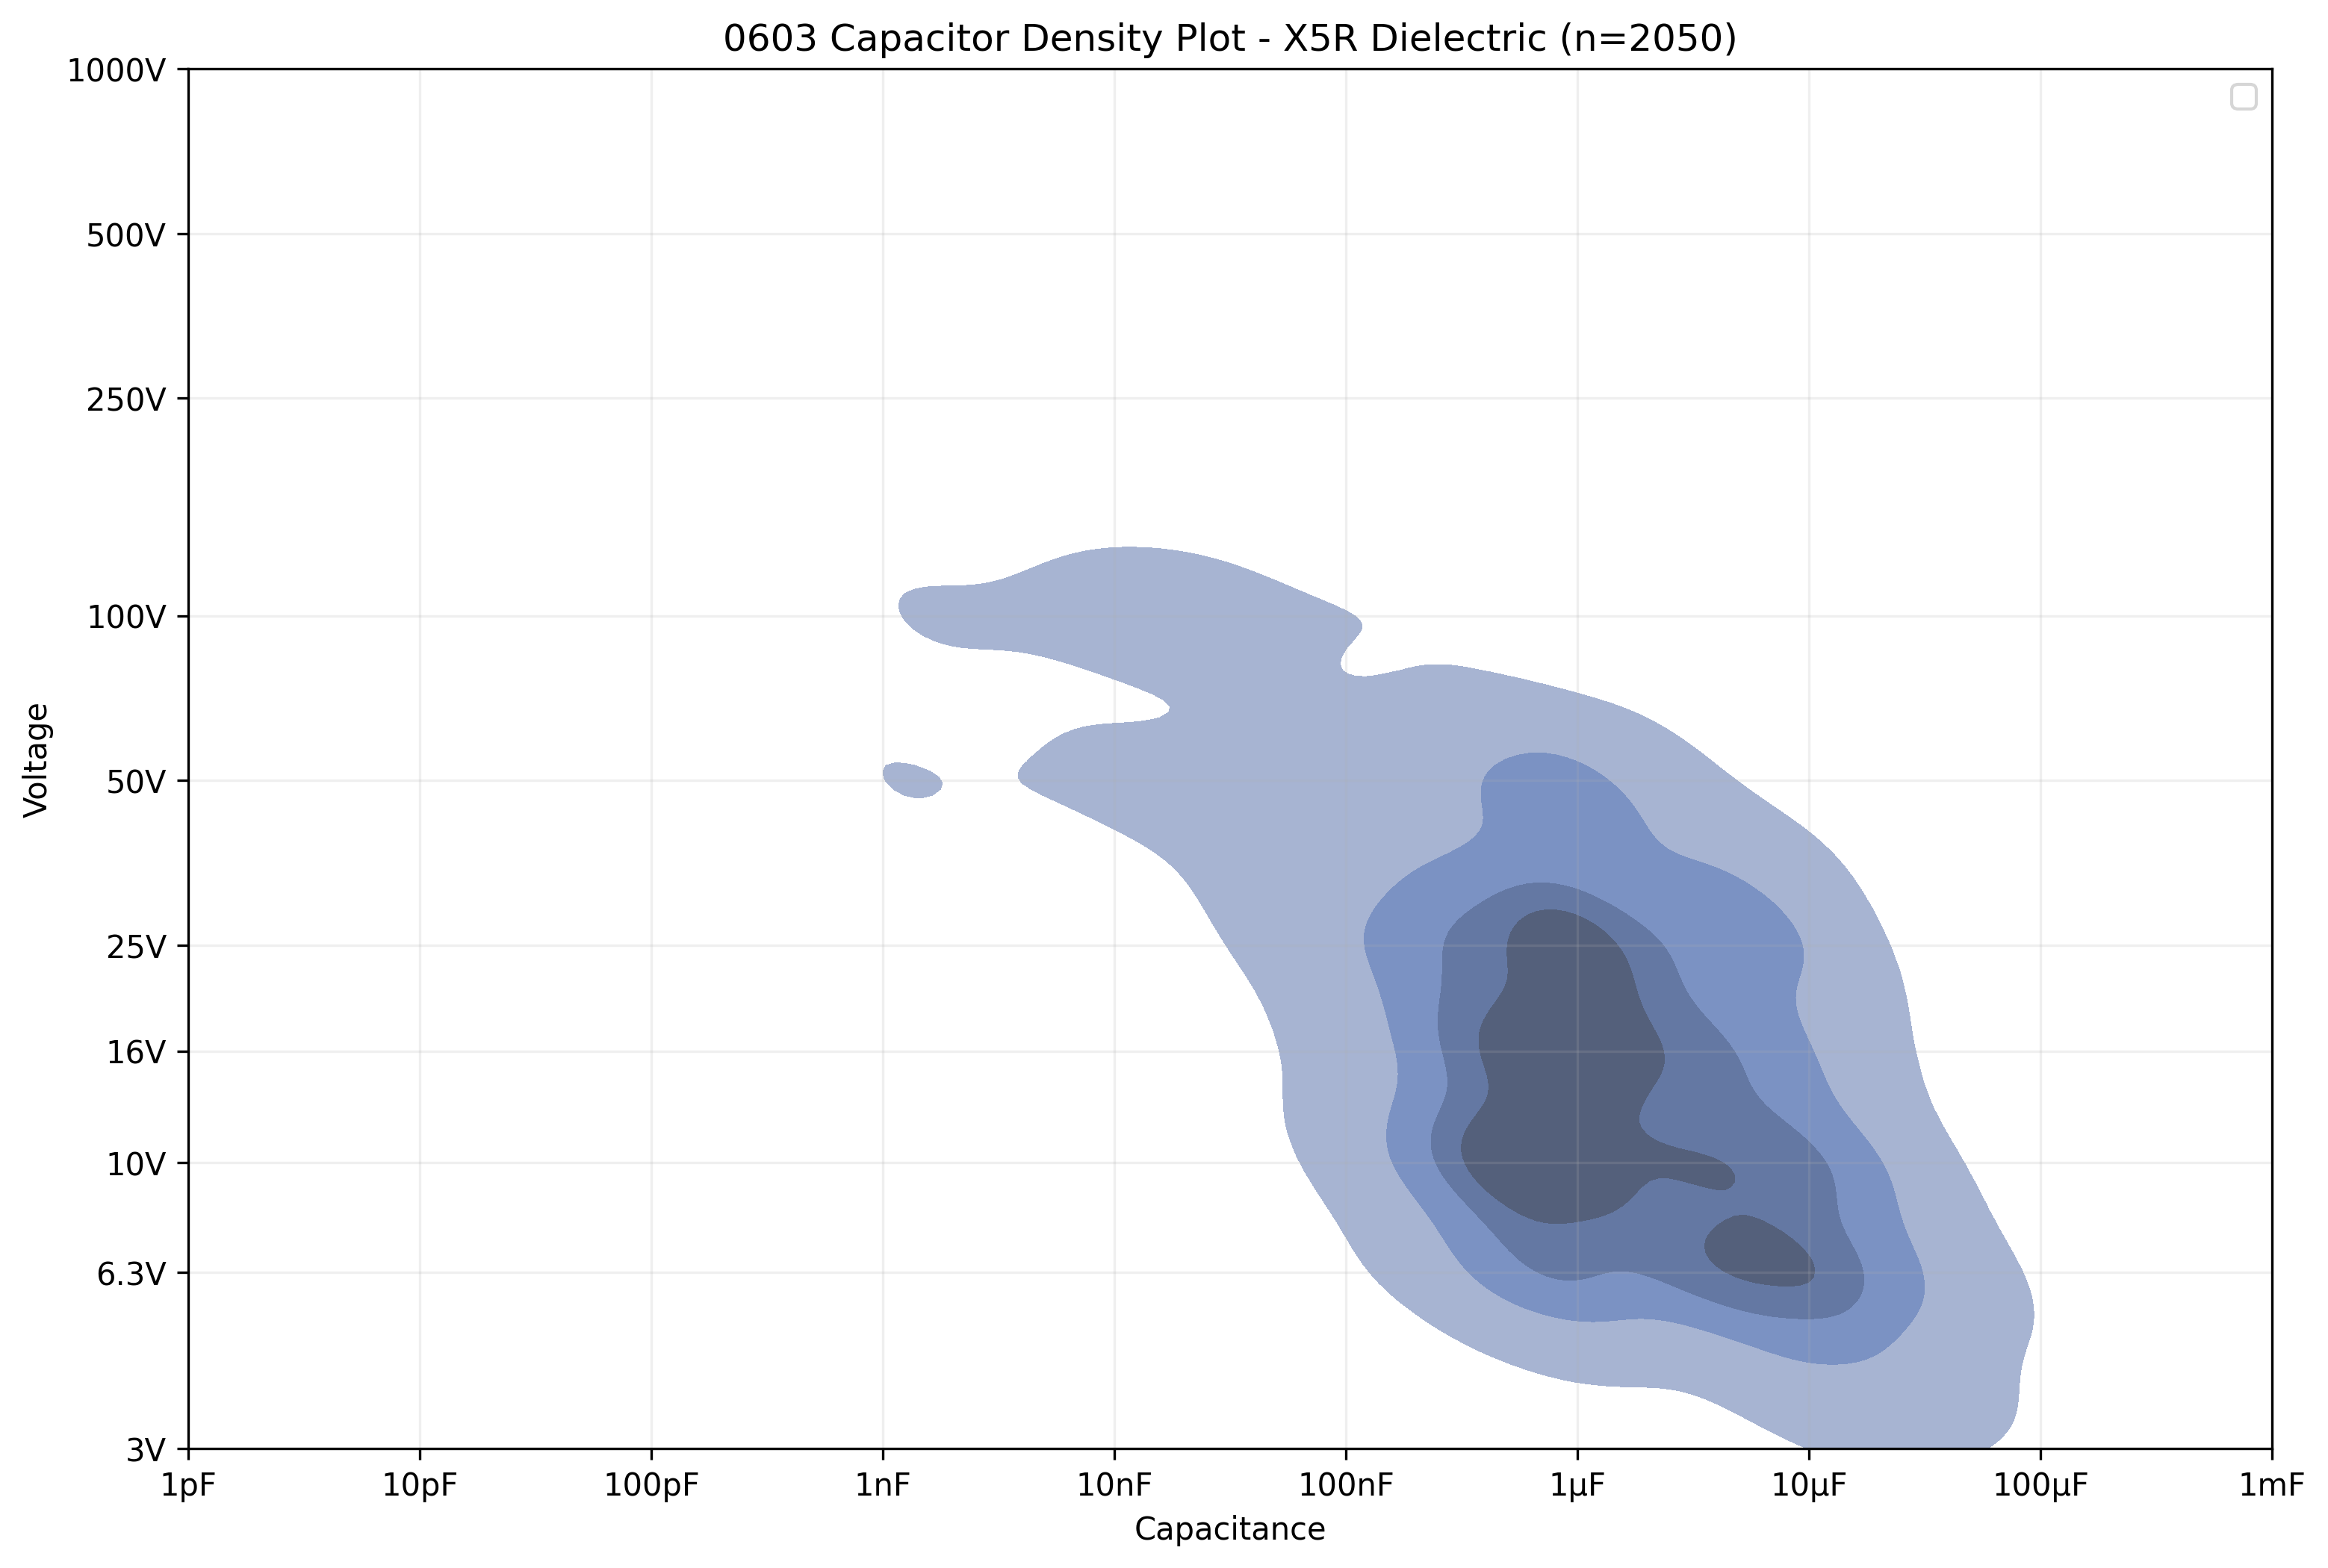 0603 Capacitor Density Plot - X5R Dielectric (n=2050)
1000V
500V
250V
100V
50V
25V
16V
10V
6.3V
3V
Voltage
1pF
10pF
100pF
1nF
10nF
100nF
1μF
10μF
100μF
1mF
Capacitance